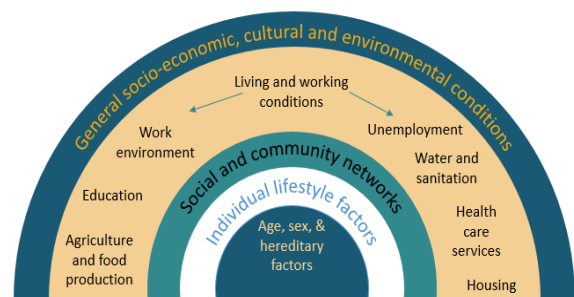 General socio-economic, cultural and environmental conditions
Living and working
conditions
Work
environment
Unemployment
Water and
sanitation
Education
Health
care
services
Agriculture
and food
production
Housing
Social and community networks
Individual lifestyle factors
Age, sex, &
hereditary
factors